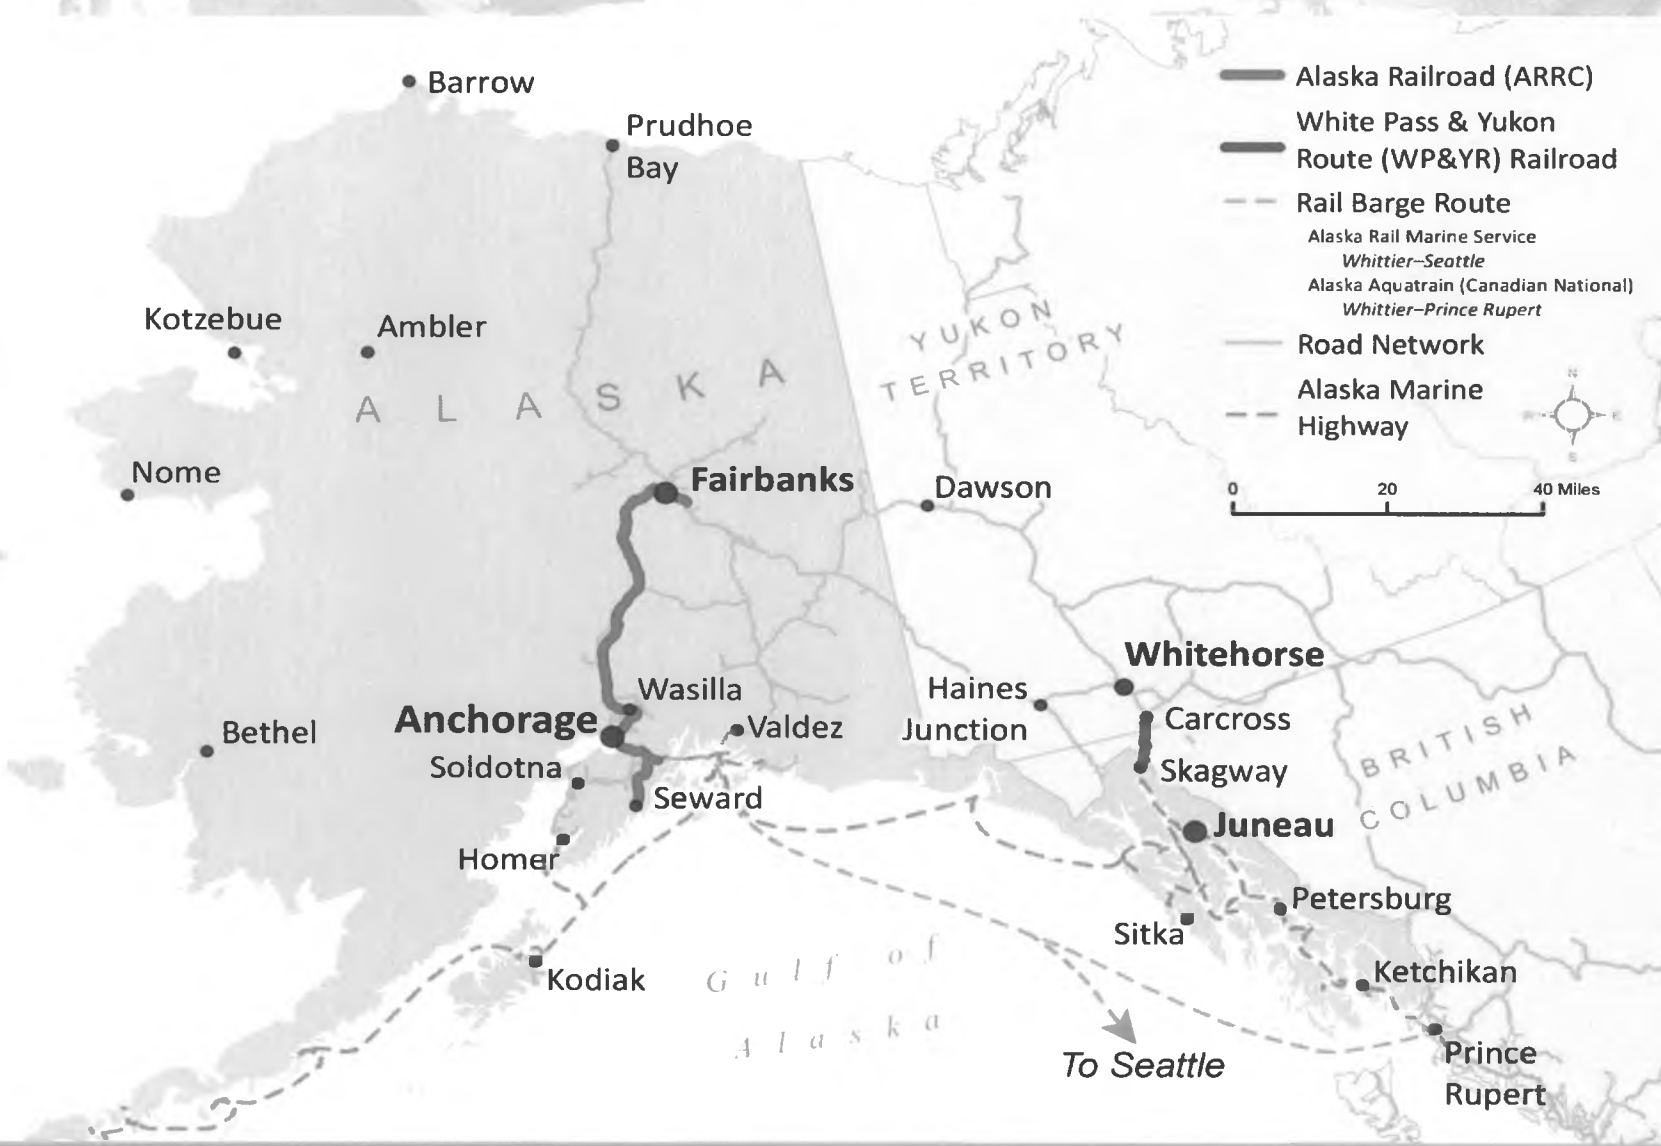 Barrow
Prudhoe
Bay
Kotzebue
Ambler
A L A S K A
Nome
Fairbanks
YUKON
TERRITORY
Dawson
Whitehorse
Haines
Junction
Carcross
Skagway
Wasilla
Anchorage
Valdez
Bethel
Soldotna
Seward
Homer
Kodiak
Juneau
Petersburg
Sitka
Ketchikan
Prince
Rupert
BRITISH
COLUMBIA
Gulf of
Alaska
To Seattle
Alaska Railroad (ARRC)
White Pass & Yukon
Route (WP&YR) Railroad
Rail Barge Route
Alaska Rail Marine Service
Whittier–Seattle
Alaska Aquatrain (Canadian National)
Whittier–Prince Rupert
Road Network
Alaska Marine
Highway
N
E
S
0 20 40 Miles